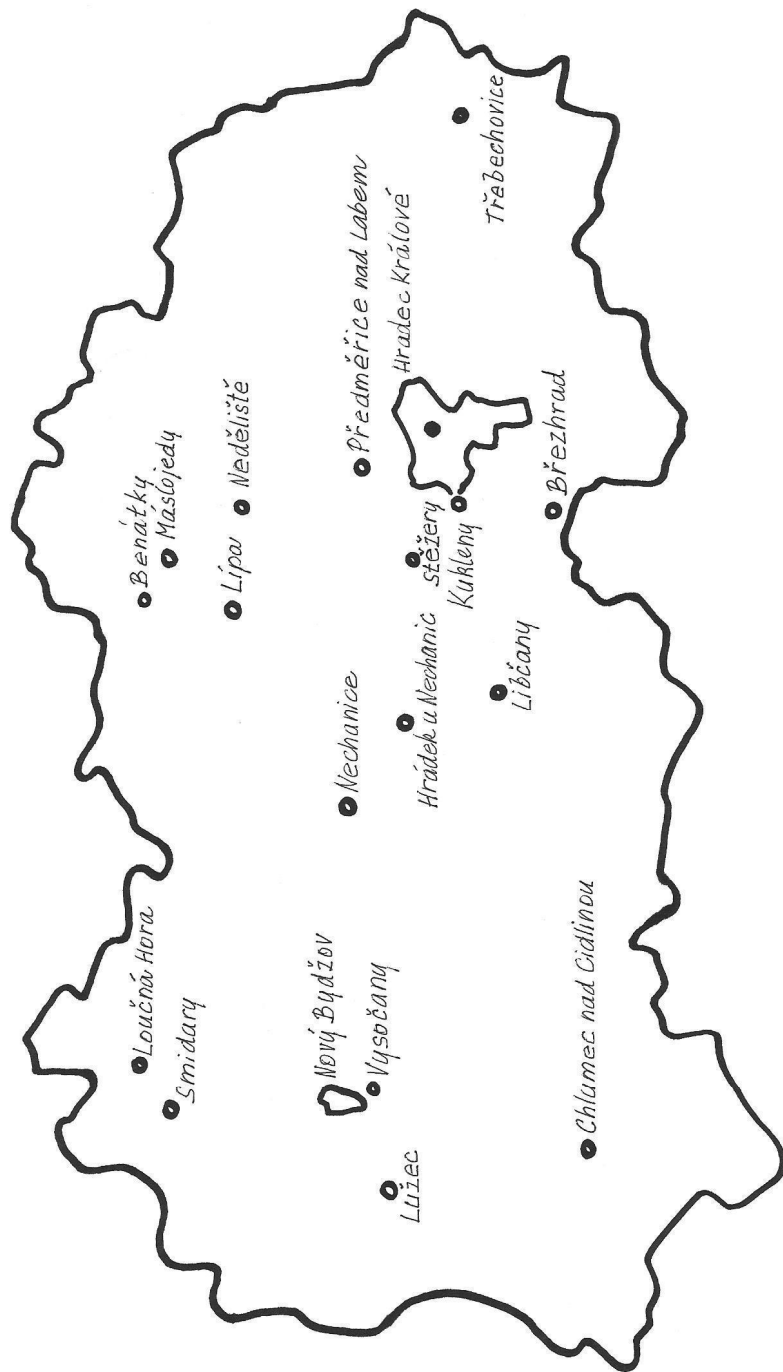 Loučná Hora
Smidary
Benátky
Máslojedy
Lípa
Neděliště
Nový Bydžov
Vysočany
Nechanice
Předměřice nad Labem
Lužec
Hrádek u Nechanic
Stěžery
Hradec Králové
Kukleny
Třebechovice
Libčany
Březhrad
Chlumec nad Cidlinou